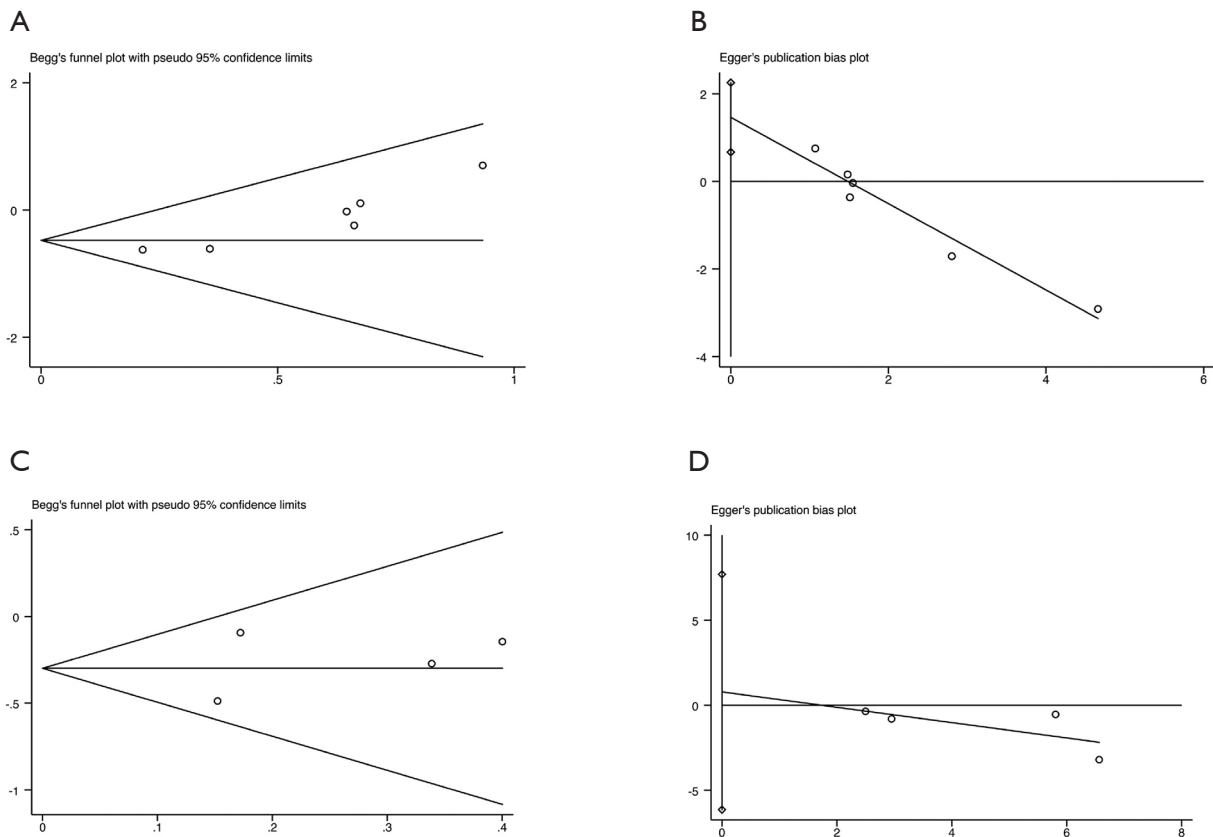 A
Begg's funnel plot with pseudo 95% confidence limits
2
0
-2
0 .5 1
B
Egger's publication bias plot
2
0
-2
-4
0 2 4 6
C
Begg's funnel plot with pseudo 95% confidence limits
.5
0
-.5
-1
0 .1 .2 .3 .4
D
Egger's publication bias plot
10
5
0
-5
0 2 4 6 8